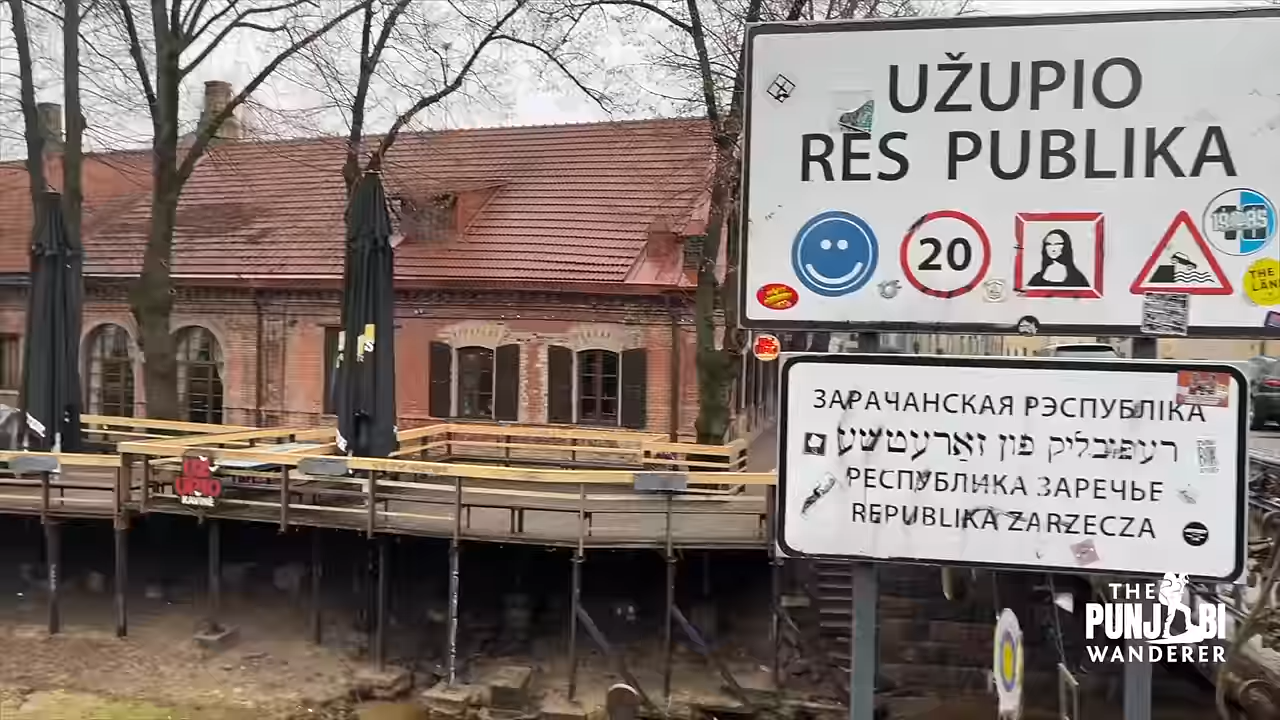 UŽUPIO
RES PUBLIKA
20
ЗАРАЧАНСКАЯ РЭСПУБЛІКА
רעפּובליק פֿון זאַרעטשע
РЕСПУБЛИКА ЗАРЕЧЬЕ
REPUBLIKA ZARZECZA
THE
PUNJABI
WANDERER